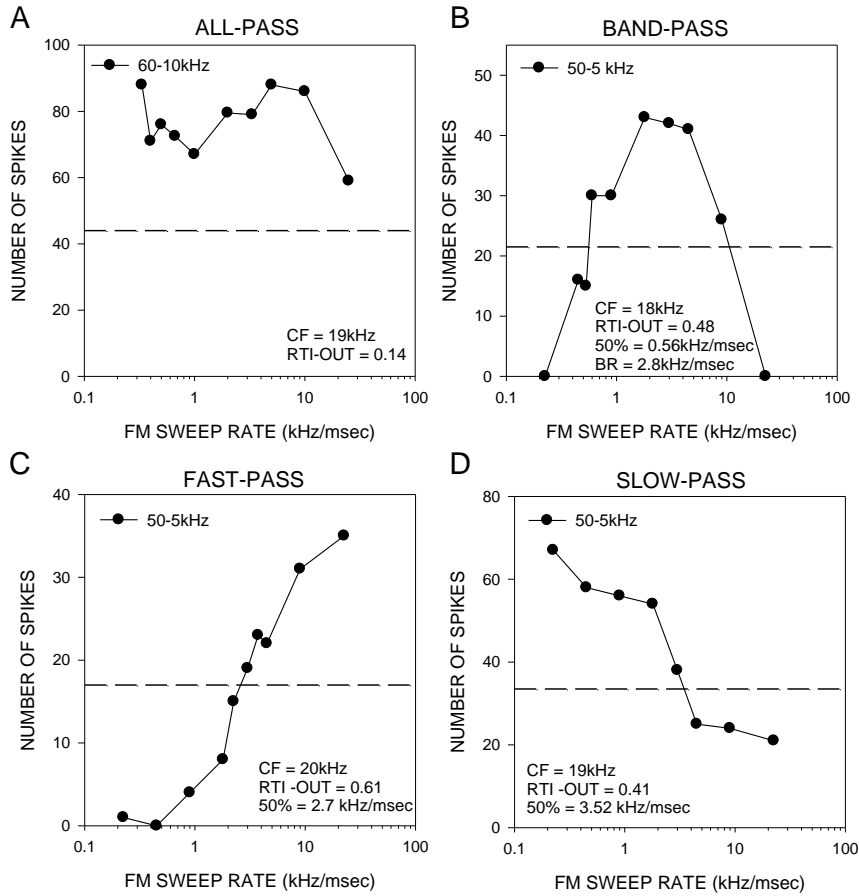 A
ALL-PASS
100
80
60
40
20
0
NUMBER OF SPIKES
60-10kHz
CF = 19kHz
RTI-OUT = 0.14
0.1
1
10
100
FM SWEEP RATE (kHz/msec)
B
BAND-PASS
50
40
30
20
10
0
NUMBER OF SPIKES
50-5 kHz
CF = 18kHz
RTI-OUT = 0.48
50% = 0.56kHz/msec
BR = 2.8kHz/msec
0.1
1
10
100
FM SWEEP RATE (kHz/msec)
C
FAST-PASS
40
30
20
10
0
NUMBER OF SPIKES
50-5kHz
CF = 20kHz
RTI -OUT = 0.61
50% = 2.7 kHz/msec
0.1
1
10
100
FM SWEEP RATE (kHz/msec)
D
SLOW-PASS
80
60
40
20
0
NUMBER OF SPIKES
50-5kHz
CF = 19kHz
RTI -OUT = 0.41
50% = 3.52 kHz/msec
0.1
1
10
100
FM SWEEP RATE (kHz/msec)